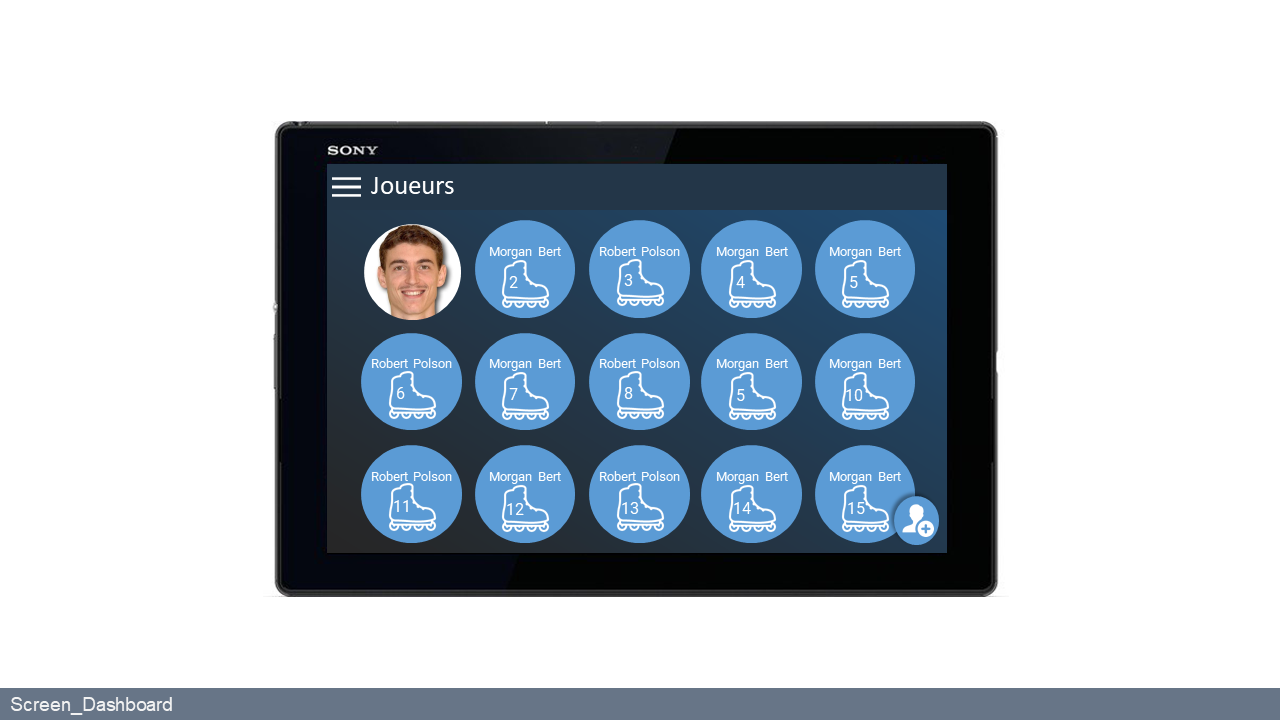 SONY
Joueurs
Morgan Bert Robert Polson Morgan Bert Morgan Bert
2 3 4 5
Robert Polson Morgan Bert Robert Polson Morgan Bert Morgan Bert
6 7 8 5 10
Robert Polson Morgan Bert Robert Polson Morgan Bert Morgan Bert
11 12 13 14 15
Screen_Dashboard